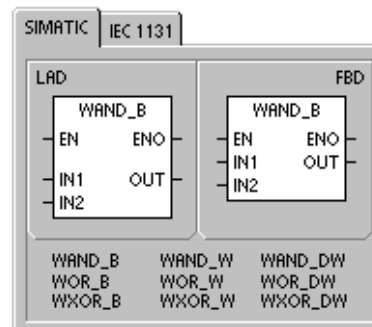 SIMATIC IEC 1131
LAD FBD
WAND_B WAND_B
EN ENO EN ENO
IN1 OUT IN1 OUT
IN2 IN2
WAND_B WAND_W WAND_DW
WOR_B WOR_W WOR_DW
WXOR_B WXOR_W WXOR_DW